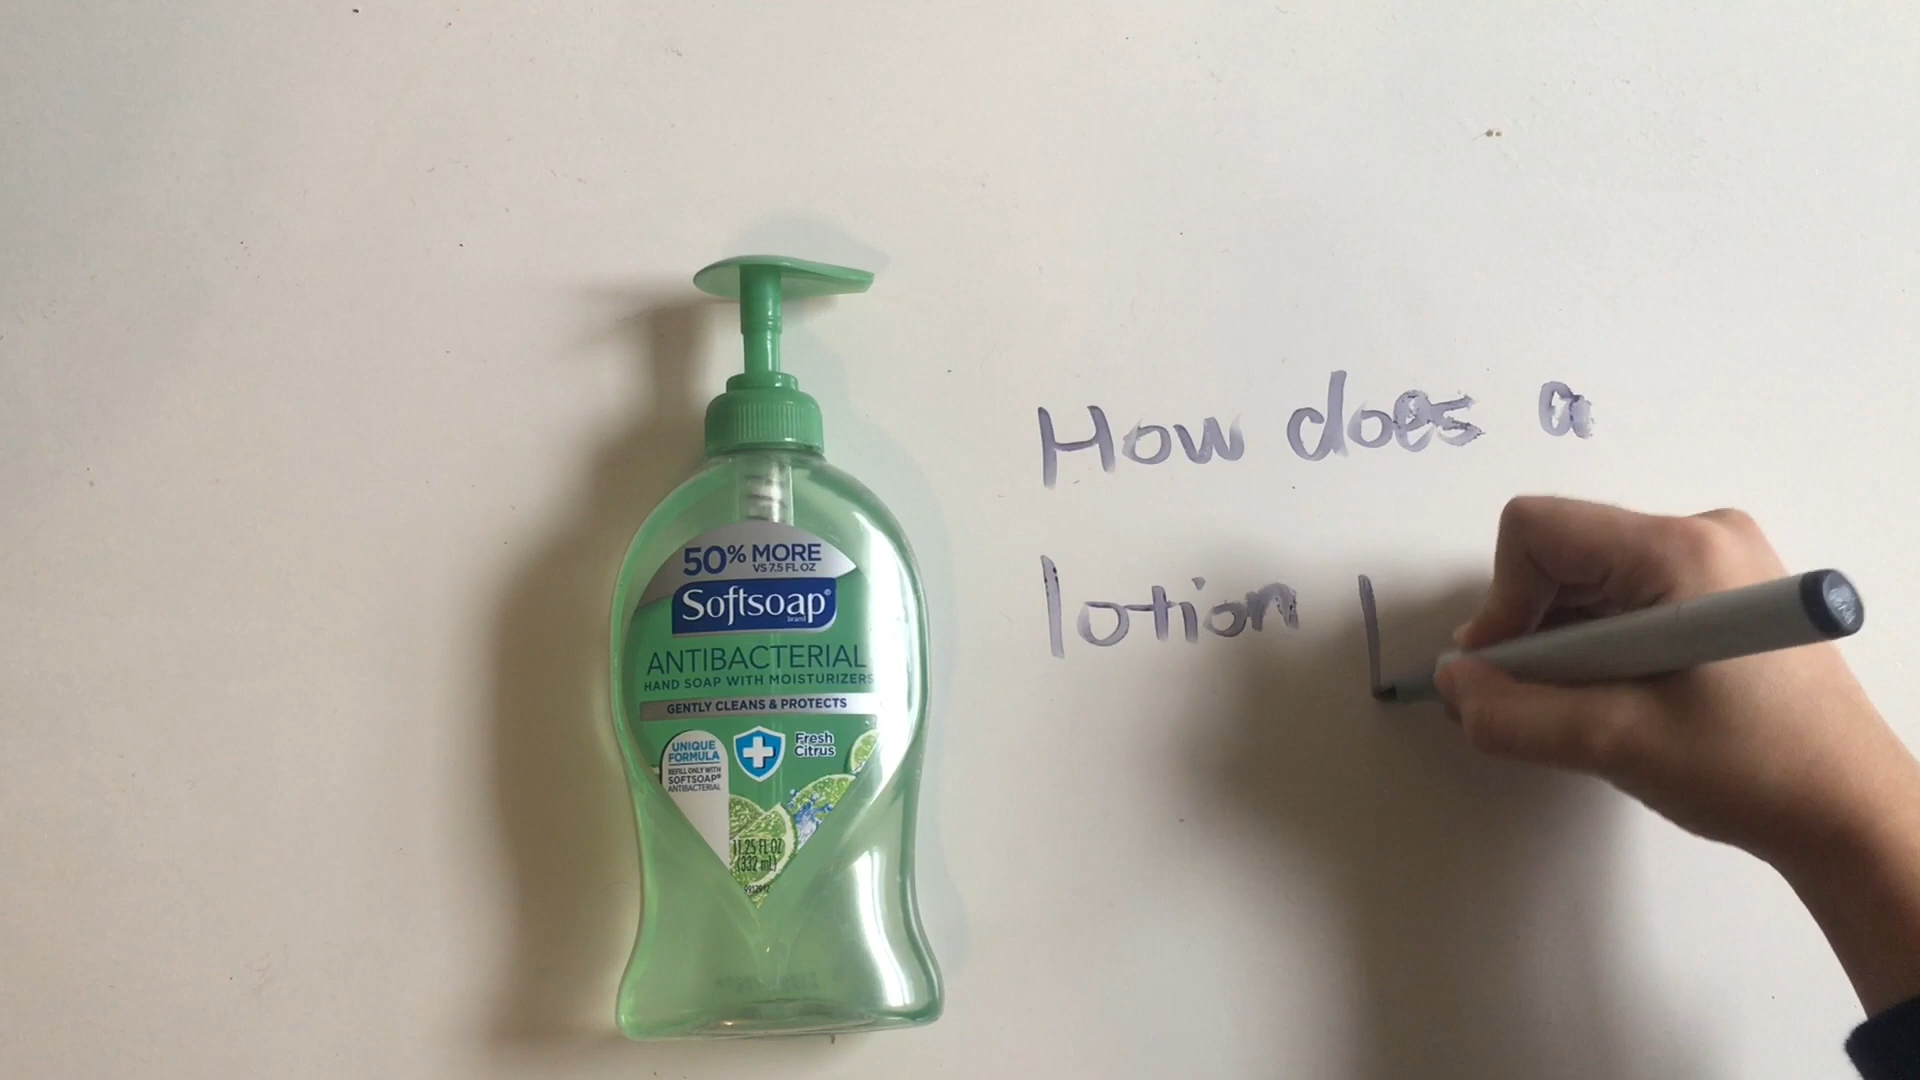 50% MORE
VS 7.5 FL OZ
Softsoap®
brand
ANTIBACTERIAL
HAND SOAP WITH MOISTURIZERS
GENTLY CLEANS & PROTECTS
UNIQUE
FORMULA
REFILL ONLY WITH
SOFTSOAP®
ANTIBACTERIAL
Fresh
Citrus
11.25 FL OZ
(332 mL)
How does a
lotion